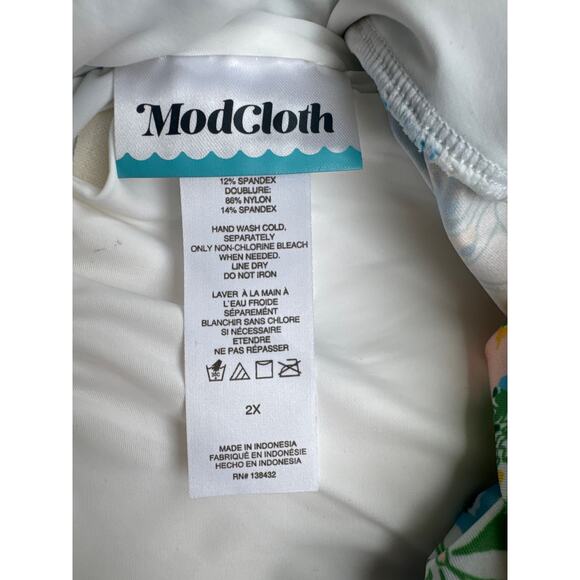 ModCloth
12% SPANDEX
DOUBLURE:
86% NYLON
14% SPANDEX
HAND WASH COLD,
SEPARATELY
ONLY NON-CHLORINE BLEACH
WHEN NEEDED.
LINE DRY
DO NOT IRON
LAVER À LA MAIN À
L'EAU FROIDE
SÉPARÉMENT
BLANCHIR SANS CHLORE
SI NÉCESSAIRE
ETENDRE
NE PAS REPASSER
2X
MADE IN INDONESIA
FABRIQUÉ EN INDONÉSIE
HECHO EN INDONESIA
RN# 138432